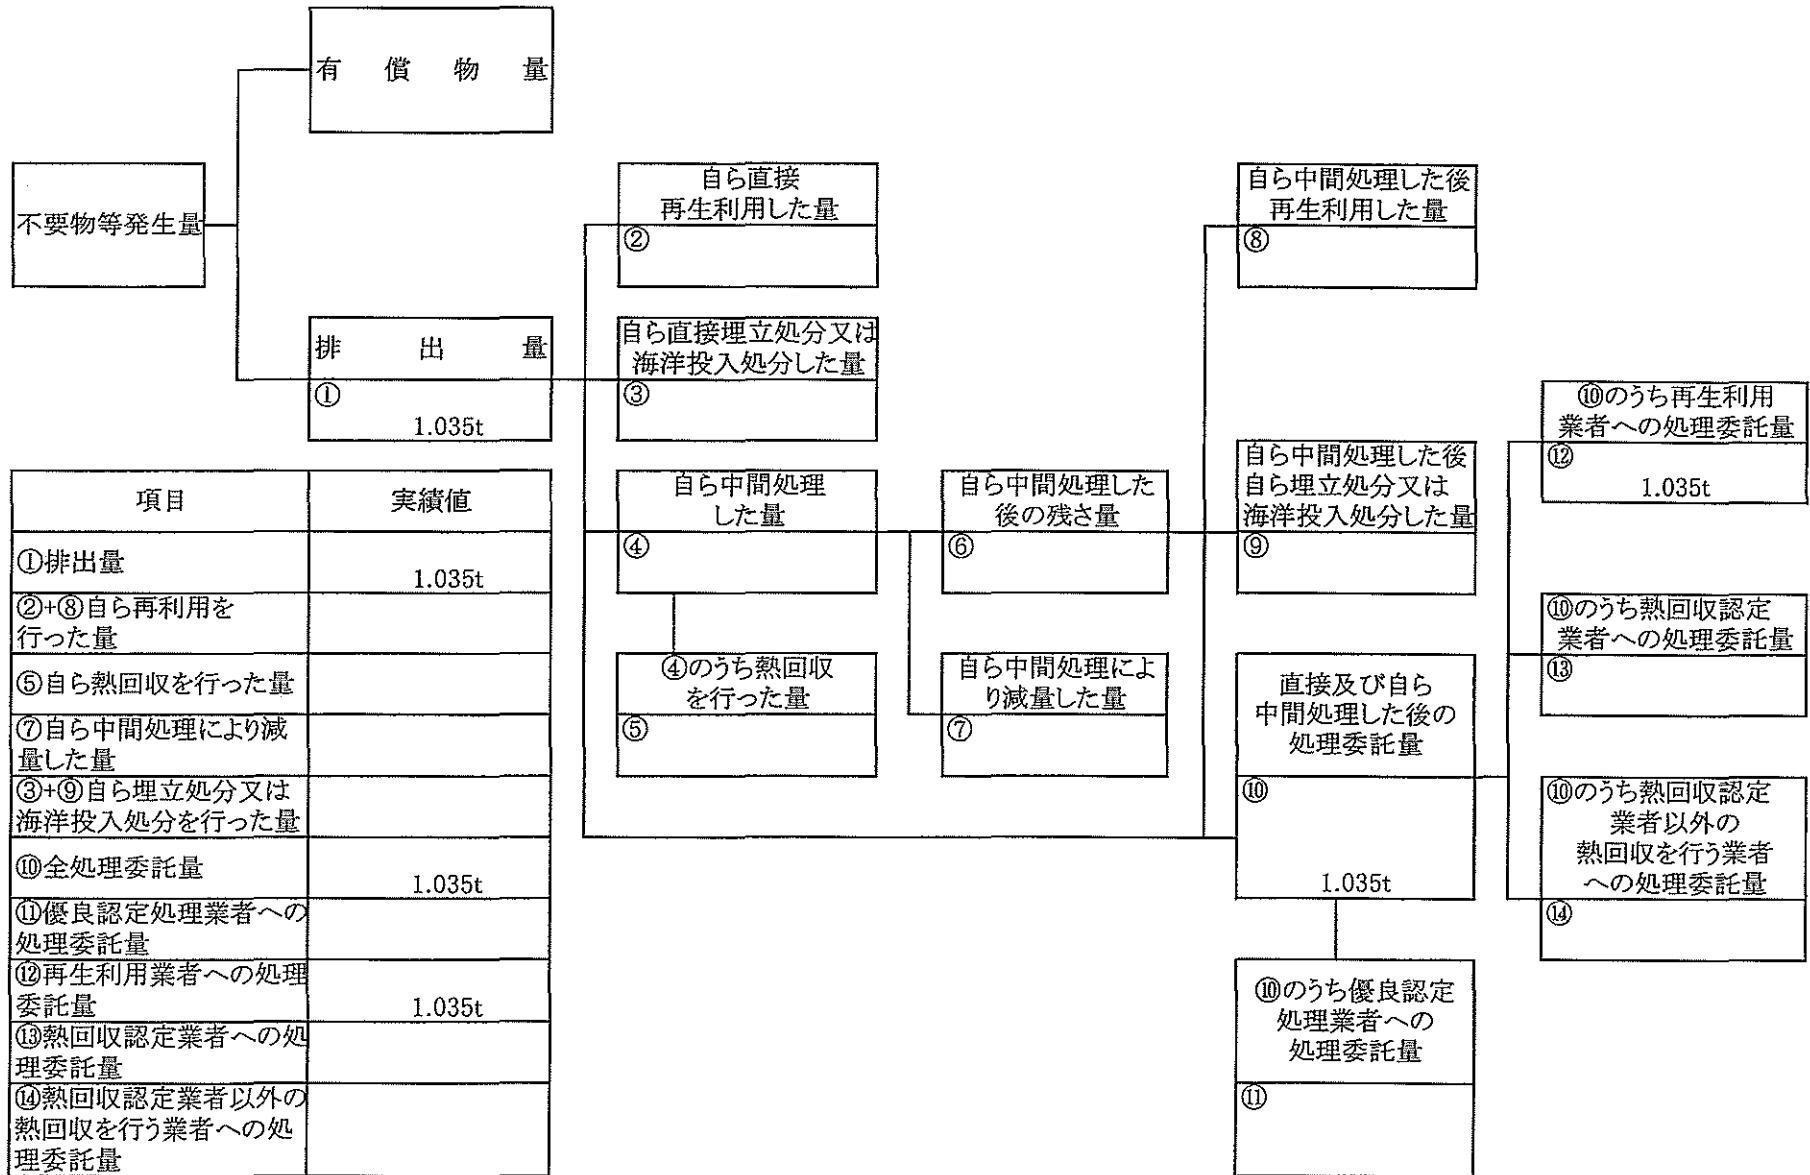 有償物量
不要物等発生量
排出量
①
1.035t
自ら直接
再生利用した量
②
自ら直接埋立処分又は
海洋投入処分した量
③
自ら中間処理
した量
④
④のうち熱回収
を行った量
⑤
自ら中間処理した
後の残さ量
⑥
自ら中間処理によ
り減量した量
⑦
自ら中間処理した後
再生利用した量
⑧
自ら中間処理した後
自ら埋立処分又は
海洋投入処分した量
⑨
直接及び自ら
中間処理した後の
処理委託量
⑩
1.035t
⑩のうち優良認定
処理業者への
処理委託量
⑪
⑩のうち再生利用
業者への処理委託量
⑫
1.035t
⑩のうち熱回収認定
業者への処理委託量
⑬
⑩のうち熱回収認定
業者以外の
熱回収を行う業者
への処理委託量
⑭
項目 実績値
①排出量 1.035t
②+⑧自ら再利用を
行った量
⑤自ら熱回収を行った量
⑦自ら中間処理により減
量した量
③+⑨自ら埋立処分又は
海洋投入処分を行った量
⑩全処理委託量 1.035t
⑪優良認定処理業者への
処理委託量
⑫再生利用業者への処理
委託量 1.035t
⑬熱回収認定業者への処
理委託量
⑭熱回収認定業者以外の
熱回収を行う業者への処
理委託量